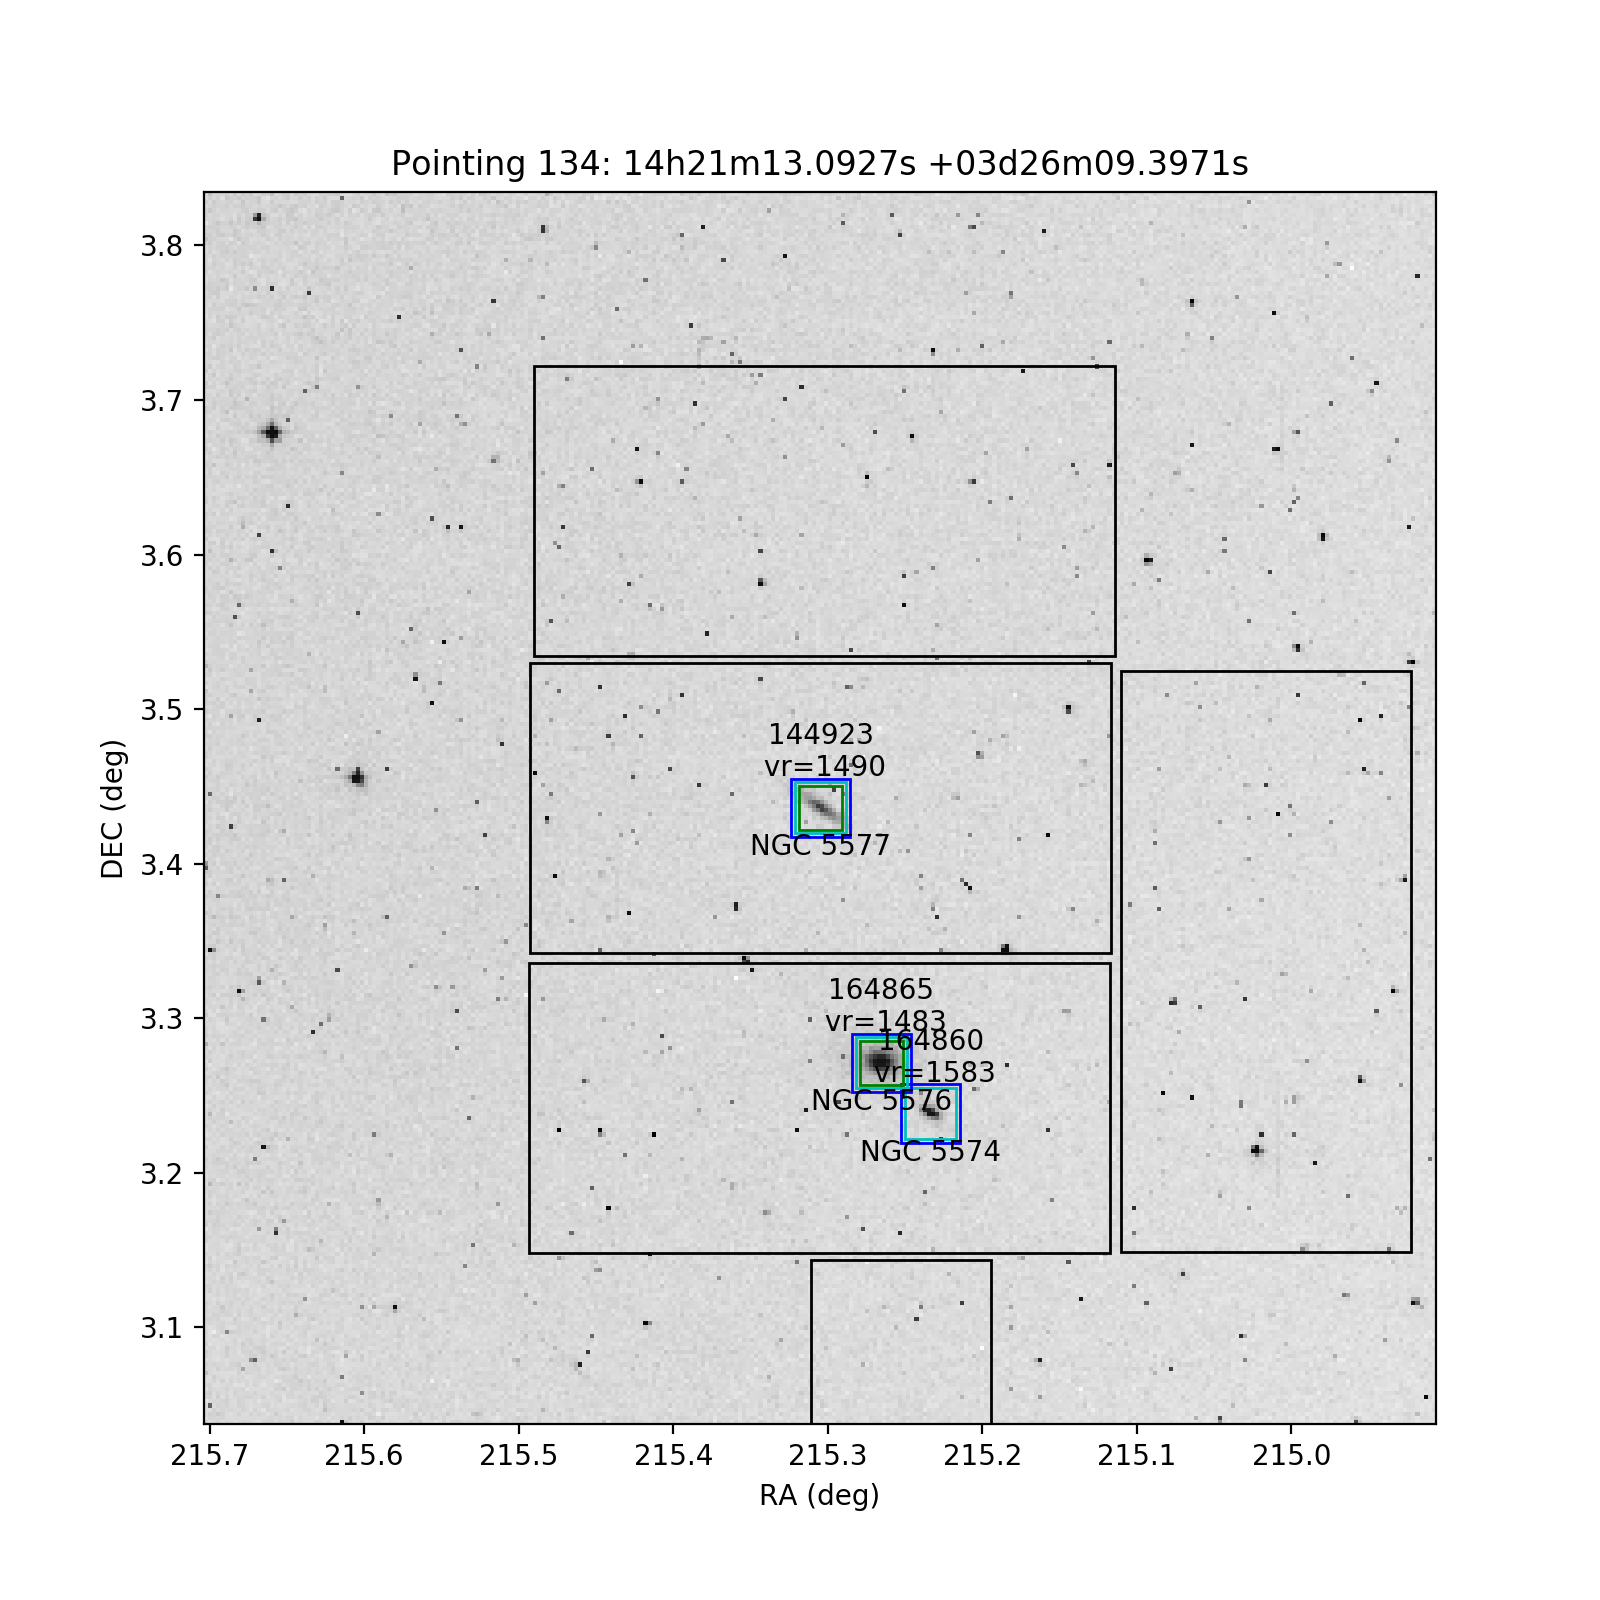 Pointing 134: 14h21m13.0927s +03d26m09.3971s
3.8
3.7
3.6
3.5
3.4
3.3
3.2
3.1
DEC (deg)
144923
vr=1490
NGC 5577
164865
vr=1483
164860
vr=1583
NGC 5576
NGC 5574
215.7 215.6 215.5 215.4 215.3 215.2 215.1 215.0
RA (deg)